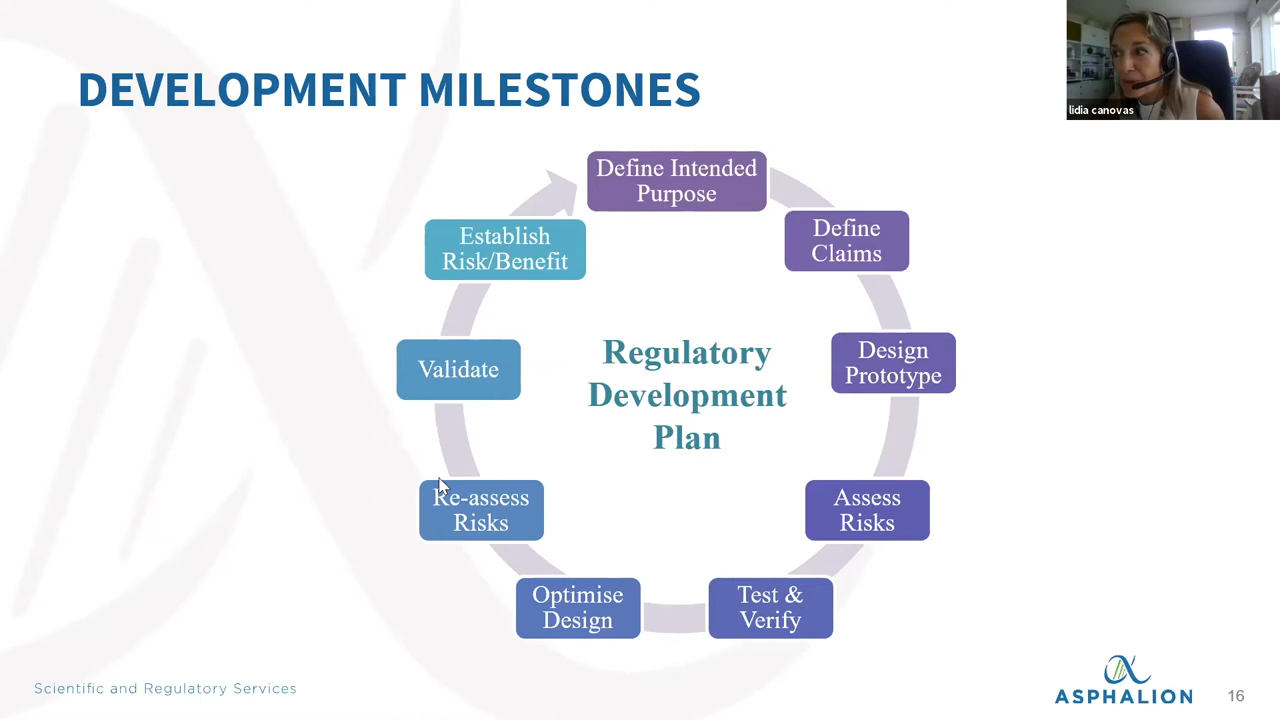 DEVELOPMENT MILESTONES
lidia canovas
Define Intended
Purpose
Define
Claims
Design
Prototype
Assess
Risks
Test &
Verify
Optimise
Design
Re-assess
Risks
Validate
Establish
Risk/Benefit
Regulatory
Development
Plan
Scientific and Regulatory Services
ASPHALION
16